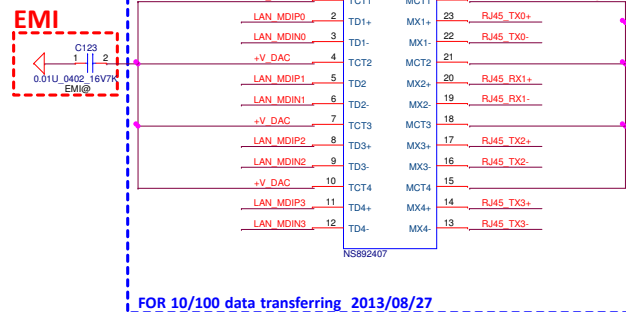 TCT1 MCT1
EMI
LAN_MDIP0 2 TD1+ MX1+ 23 RJ45_TX0+
LAN_MDIN0 3 TD1- MX1- 22 RJ45_TX0-
C123
1 2
+V_DAC 4 TCT2 MCT2 21
0.01U_0402_16V7K
EMI@
LAN_MDIP1 5 TD2 MX2+ 20 RJ45_RX1+
LAN_MDIN1 6 TD2- MX2- 19 RJ45_RX1-
+V_DAC 7 TCT3 MCT3 18
LAN_MDIP2 8 TD3+ MX3+ 17 RJ45_TX2+
LAN_MDIN2 9 TD3- MX3- 16 RJ45_TX2-
+V_DAC 10 TCT4 MCT4 15
LAN_MDIP3 11 TD4+ MX4+ 14 RJ45_TX3+
LAN_MDIN3 12 TD4- MX4- 13 RJ45_TX3-
NS892407
FOR 10/100 data transferring 2013/08/27